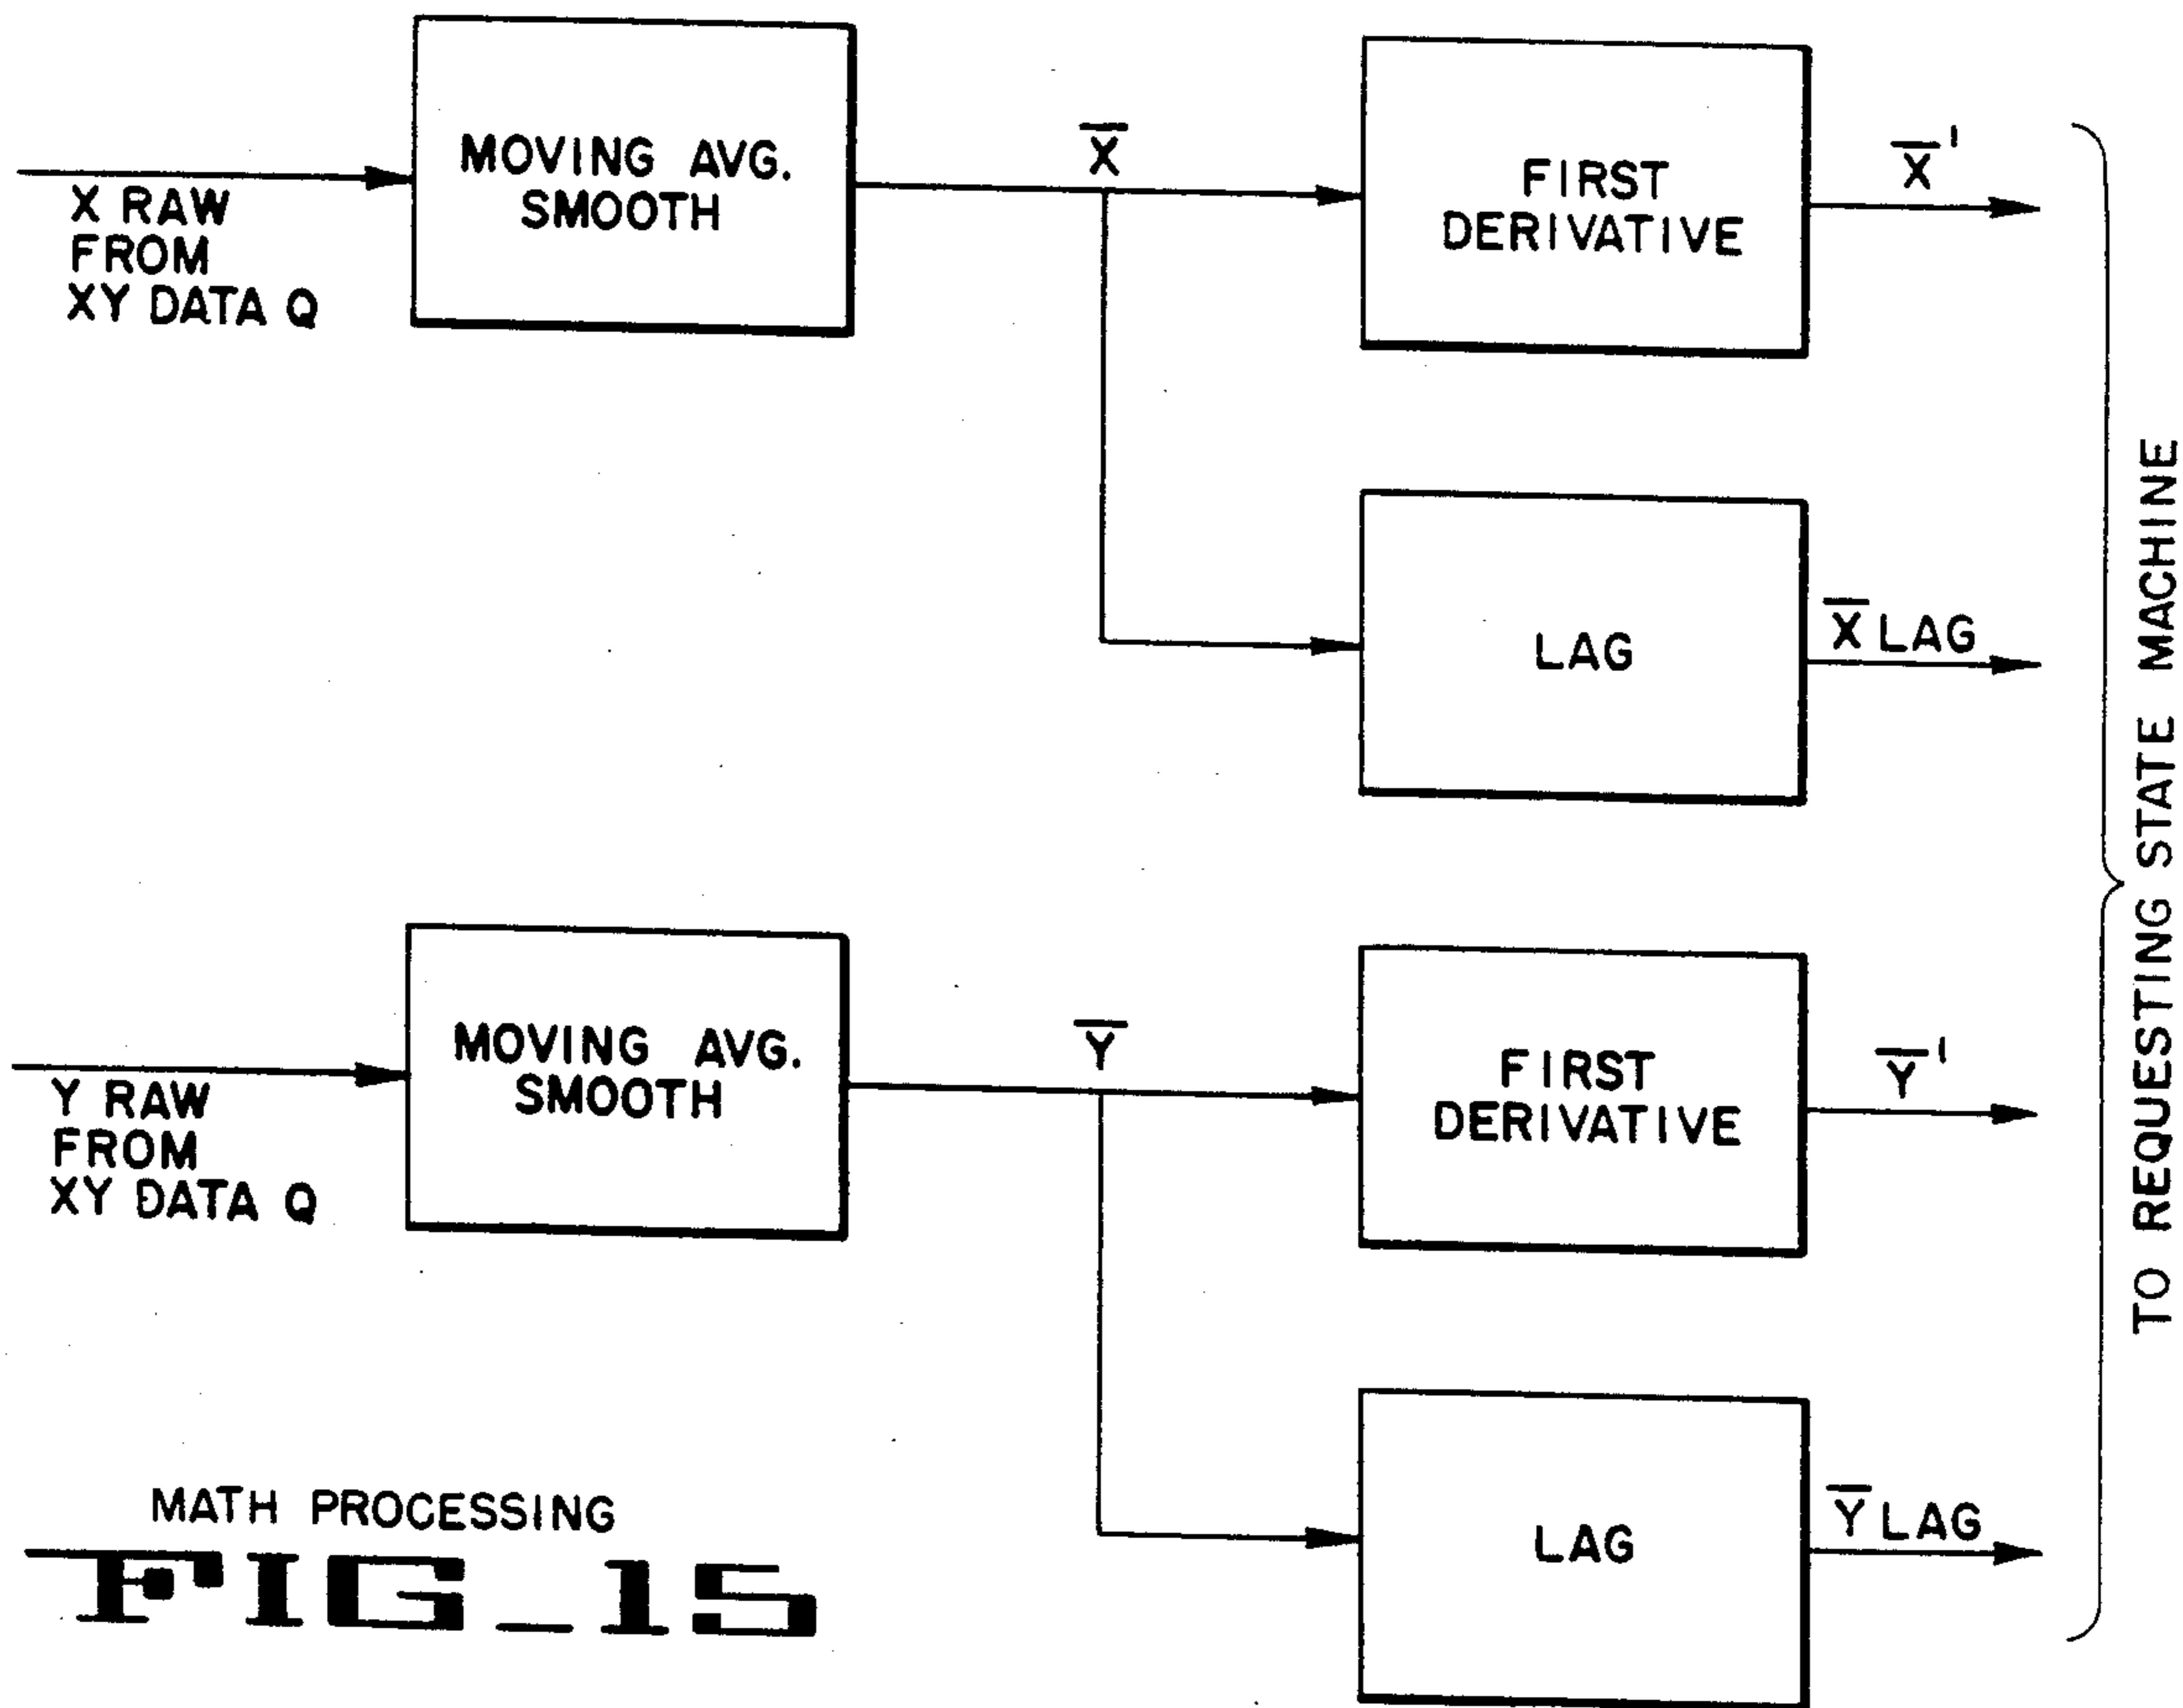 MOVING AVG.
SMOOTH
X̅
FIRST
DERIVATIVE
X̅'
X RAW
FROM
XY DATA Q
LAG
X̅ LAG
MOVING AVG.
SMOOTH
Y̅
FIRST
DERIVATIVE
Y̅'
Y RAW
FROM
XY DATA Q
LAG
Y̅ LAG
TO REQUESTING STATE MACHINE
MATH PROCESSING
FIG_15